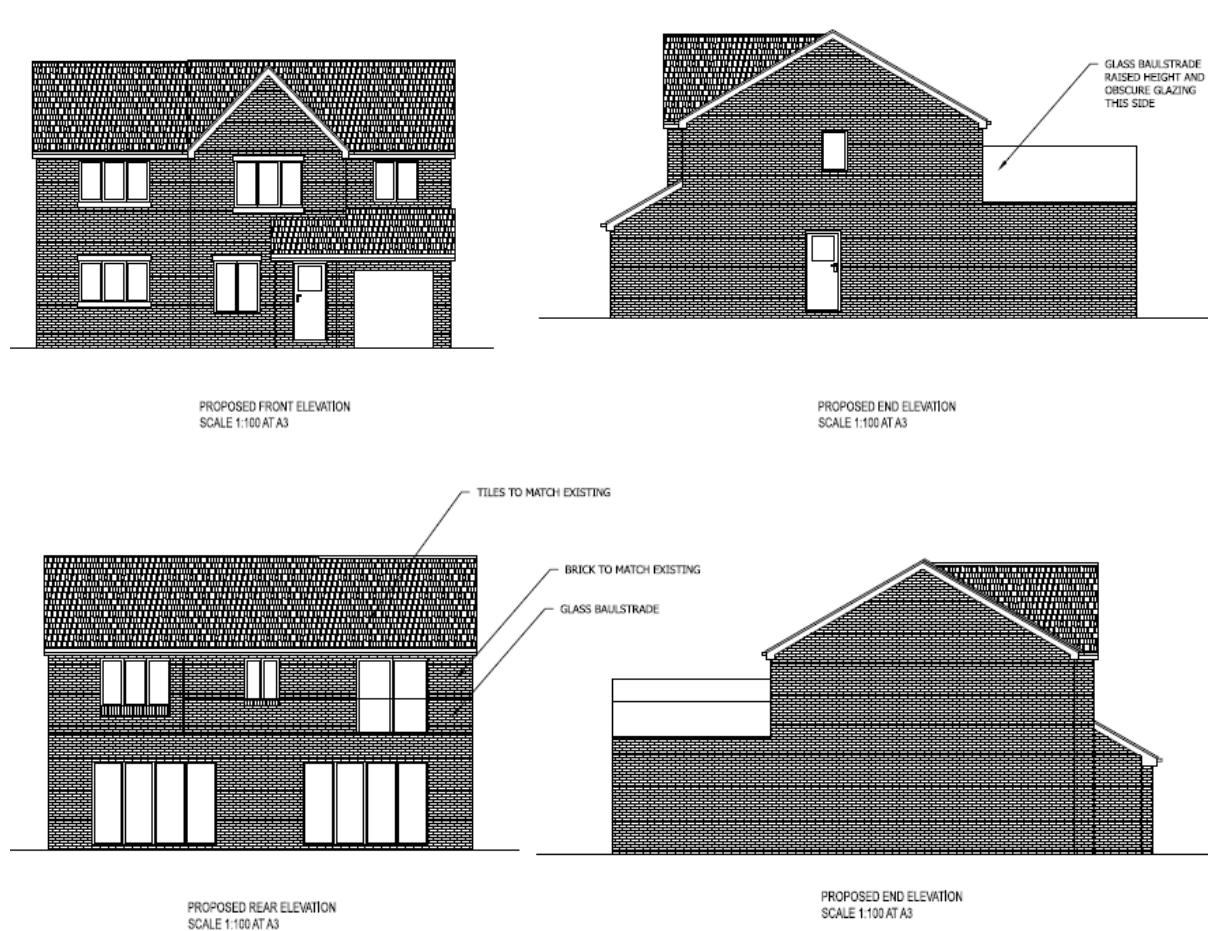 GLASS BAULSTRADE
RAISED HEIGHT AND
OBSCURE GLAZING
THIS SIDE
PROPOSED FRONT ELEVATION
SCALE 1:100 AT A3
PROPOSED END ELEVATION
SCALE 1:100 AT A3
TILES TO MATCH EXISTING
BRICK TO MATCH EXISTING
GLASS BAULSTRADE
PROPOSED REAR ELEVATION
SCALE 1:100 AT A3
PROPOSED END ELEVATION
SCALE 1:100 AT A3